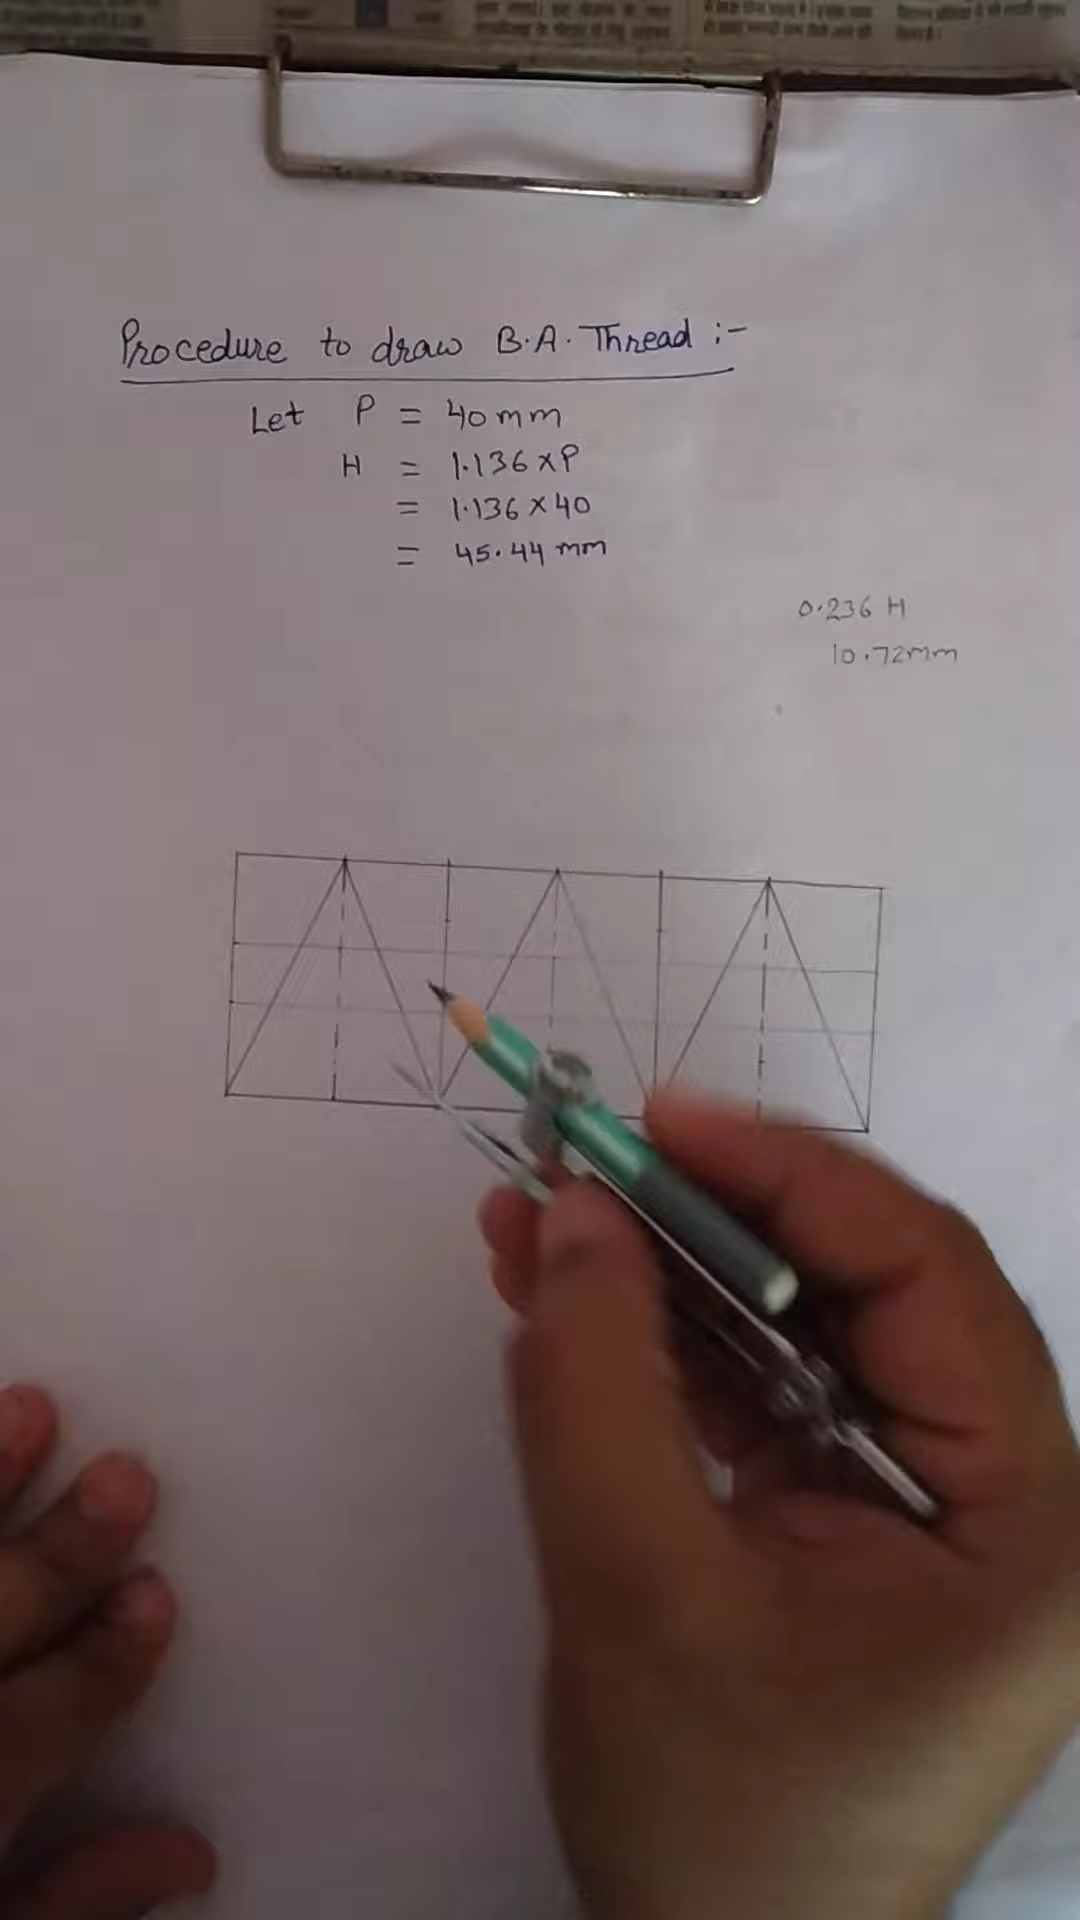 Procedure to draw B.A. Thread :-
Let P = 40mm
H = 1.136 x P
= 1.136 x 40
= 45.44 mm
0.236 H
10.72mm